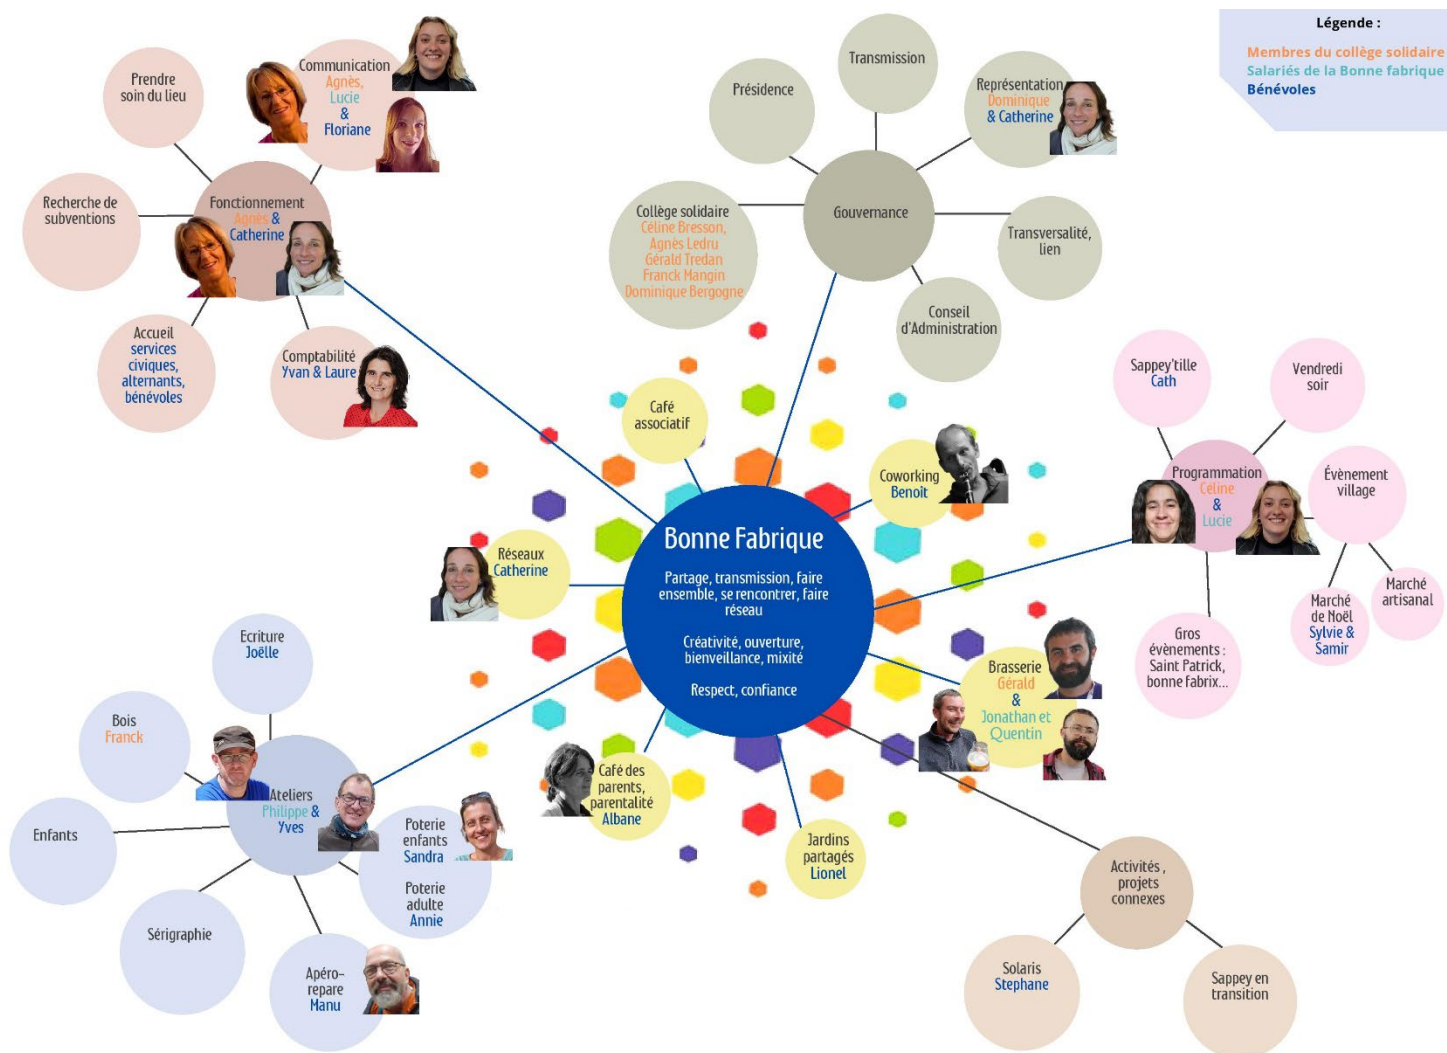 Légende :
Membres du collège solidaire
Salariés de la Bonne fabrique
Bénévoles
Prendre
soin du lieu
Communication
Agnès,
Lucie
&
Floriane
Recherche de
subventions
Fonctionnement
Agnès &
Catherine
Accueil
services
civiques,
alternants,
bénévoles
Comptabilité
Yvan & Laure
Présidence
Transmission
Représentation
Dominique
& Catherine
Collège solidaire
Céline Bresson,
Agnès Ledru
Gérald Tredan
Franck Mangin
Dominique Bergogne
Gouvernance
Transversalité,
lien
Conseil
d'Administration
Café
associatif
Coworking
Benoît
Réseaux
Catherine
Bonne Fabrique
Partage, transmission, faire
ensemble, se rencontrer, faire
réseau
Créativité, ouverture,
bienveillance, mixité
Respect, confiance
Brasserie
Gérald
&
Jonathan et
Quentin
Café des
parents,
parentalité
Albane
Jardins
partagés
Lionel
Sappey'tille
Cath
Vendredi
soir
Programmation
Céline
&
Lucie
Évènement
village
Marché
de Noël
Sylvie &
Samir
Marché
artisanal
Gros
évènements :
Saint Patrick,
bonne fabrix...
Ecriture
Joëlle
Bois
Franck
Ateliers
Philippe &
Yves
Enfants
Poterie
enfants
Sandra
Poterie
adulte
Annie
Sérigraphie
Apéro-
repare
Manu
Activités ,
projets
connexes
Solaris
Stephane
Sappey en
transition